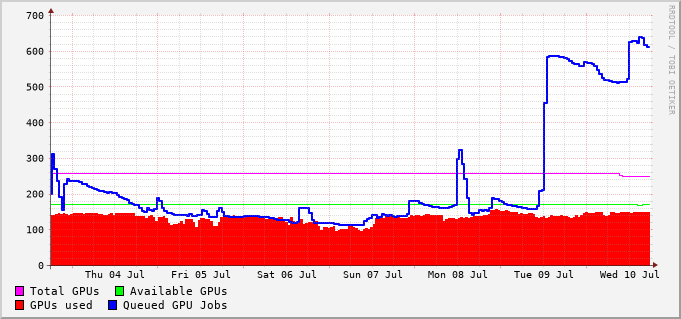 700
600
500
400
300
200
100
0
Thu 04 Jul Fri 05 Jul Sat 06 Jul Sun 07 Jul Mon 08 Jul Tue 09 Jul Wed 10 Jul
Total GPUs Available GPUs
GPUs used Queued GPU Jobs
RRDTOOL / TOBI OETIKER